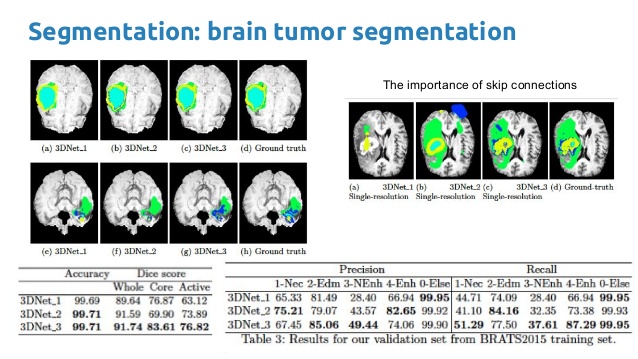 Segmentation: brain tumor segmentation
(a) 3DNet_1 (b) 3DNet_2 (c) 3DNet_3 (d) Ground truth
(e) 3DNet_1 (f) 3DNet_2 (g) 3DNet_3 (h) Ground truth
The importance of skip connections
(a) 3DNet_1 (b) 3DNet_2 (c) 3DNet_3 (d) Ground-truth
Single-resolution Single-resolution Single-resolution
Accuracy Dice score
Whole Core Active
3DNet_1 99.69 89.64 76.87 63.12
3DNet_2 99.71 91.59 69.90 73.89
3DNet_3 99.71 91.74 83.61 76.82
Precision Recall
1-Nec 2-Edm 3-NEnh 4-Enh 0-Else 1-Nec 2-Edm 3-NEnh 4-Enh 0-Else
3DNet_1 65.33 81.49 28.40 66.94 99.95 44.71 74.09 28.40 66.94 99.95
3DNet_2 75.21 79.07 43.57 82.65 99.92 41.10 84.16 32.35 73.38 99.93
3DNet_3 67.45 85.06 49.44 74.06 99.90 51.29 77.50 37.61 87.29 99.95
Table 3: Results for our validation set from BRATS2015 training set.